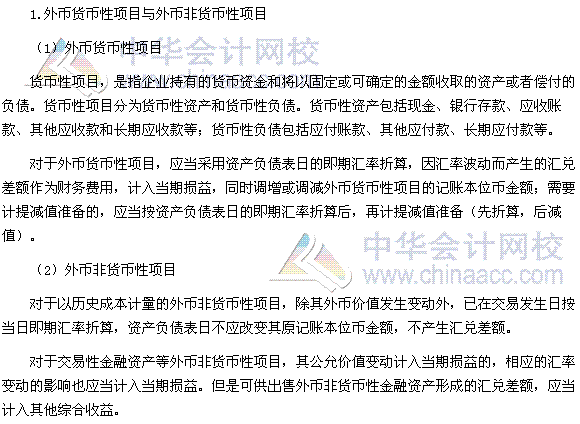 1.外币货币性项目与外币非货币性项目
（1）外币货币性项目
中华会计网校
www.chinaacc.com
货币性项目，是指企业持有的货币资金和将以固定或可确定的金额收取的资产或者偿付的
负债。货币性项目分为货币性资产和货币性负债。货币性资产包括现金、银行存款、应收账
款、其他应收款和长期应收款等；货币性负债包括应付账款、其他应付款、长期应付款等。
对于外币货币性项目，应当采用资产负债表日的即期汇率折算，因汇率波动而产生的汇兑
差额作为财务费用，计入当期损益，同时调增或调减外币货币性项目的记账本位币金额；需要
计提减值准备的，应当按资产负债表日的即期汇率折算后，再计提减值准备（先折算，后减
值）。
中华会计网校
www.chinaacc.com
（2）外币非货币性项目
对于以历史成本计量的外币非货币性项目，除其外币价值发生变动外，已在交易发生日按
当日即期汇率折算，资产负债表日不应改变其原记账本位币金额，不产生汇兑差额。
对于交易性金融资产等外币非货币性项目，其公允价值变动计入当期损益的，相应的汇率
变动的影响也应当计入当期损益。但是可供出售外币非货币性金融资产形成的汇兑差额，应当
计入其他综合收益。